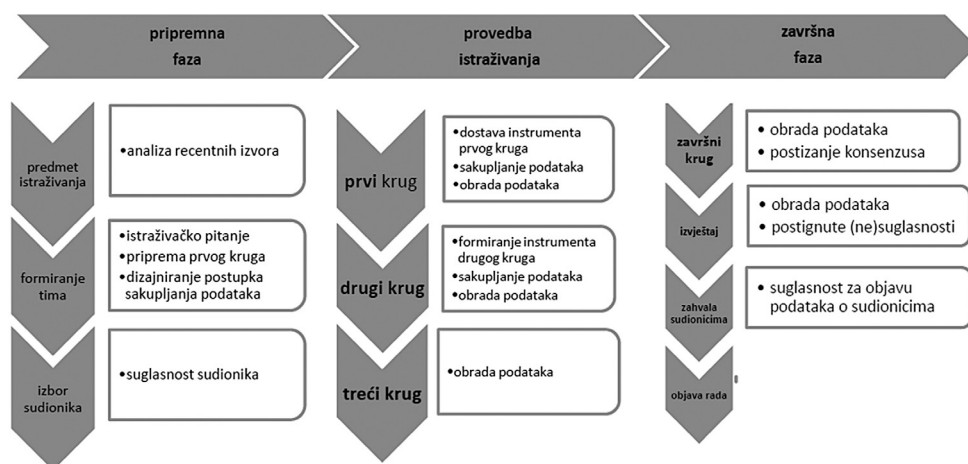 pripremna
faza
provedba
istraživanja
završna
faza
predmet
istraživanja
•analiza recentnih izvora
formiranje
tima
•istraživačko pitanje
•priprema prvog kruga
•dizajniranje postupka
sakupljanja podataka
izbor
sudionika
•suglasnost sudionika
prvi krug
•dostava instrumenta
prvog kruga
•sakupljanje podataka
•obrada podataka
drugi krug
•formiranje instrumenta
drugog kruga
•sakupljanje podataka
•obrada podataka
treći krug
•obrada podataka
završni
krug
• obrada podataka
• postizanje konsenzusa
izvještaj
• obrada podataka
• postignute (ne)suglasnosti
zahvala
sudionicima
• suglasnost za objavu
podataka o sudionicima
objava rada